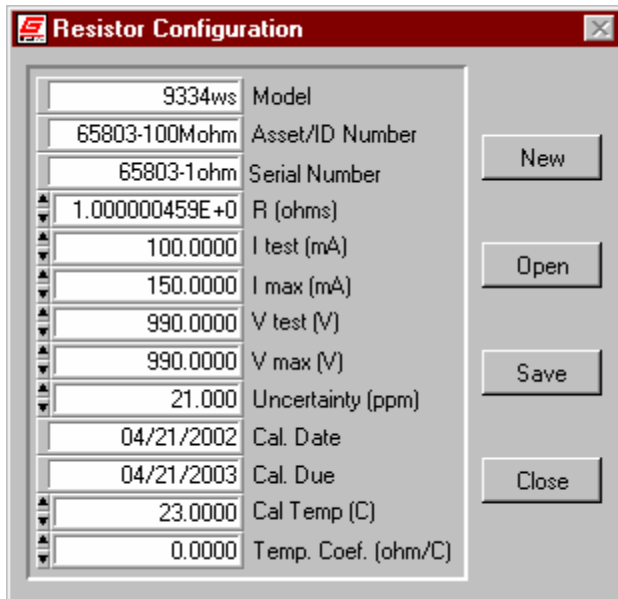 Resistor Configuration
9334ws Model
65803-100Mohm Asset/ID Number
65803-1ohm Serial Number
1.000000459E+0 R (ohms)
100.0000 I test (mA)
150.0000 I max (mA)
990.0000 V test (V)
990.0000 V max (V)
21.000 Uncertainty (ppm)
04/21/2002 Cal. Date
04/21/2003 Cal. Due
23.0000 Cal Temp (C)
0.0000 Temp. Coef. (ohm/C)
New
Open
Save
Close